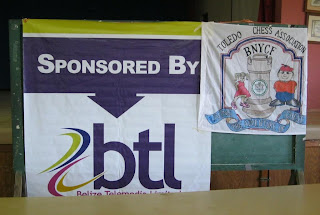 SPONSORED BY
btl
Belize Telemedia Limited
TOLEDO CHESS ASSOCIATION
BNYCF